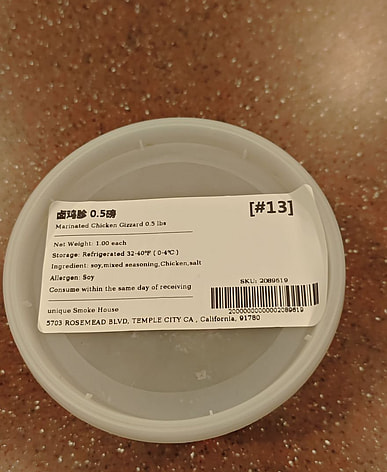 卤鸡胗 0.5磅
[#13]
Marinated Chicken Gizzard 0.5 lbs
Net Weight: 1.00 each
Storage: Refrigerated 32-40°F ( 0-4℃ )
Ingredient: soy,mixed seasoning,Chicken,salt
Allergen: Soy
Consume within the same day of receiving
SKU: 2089619
20000000000002089619
unique Smoke House
5703 ROSEMEAD BLVD, TEMPLE CITY CA , California, 91780